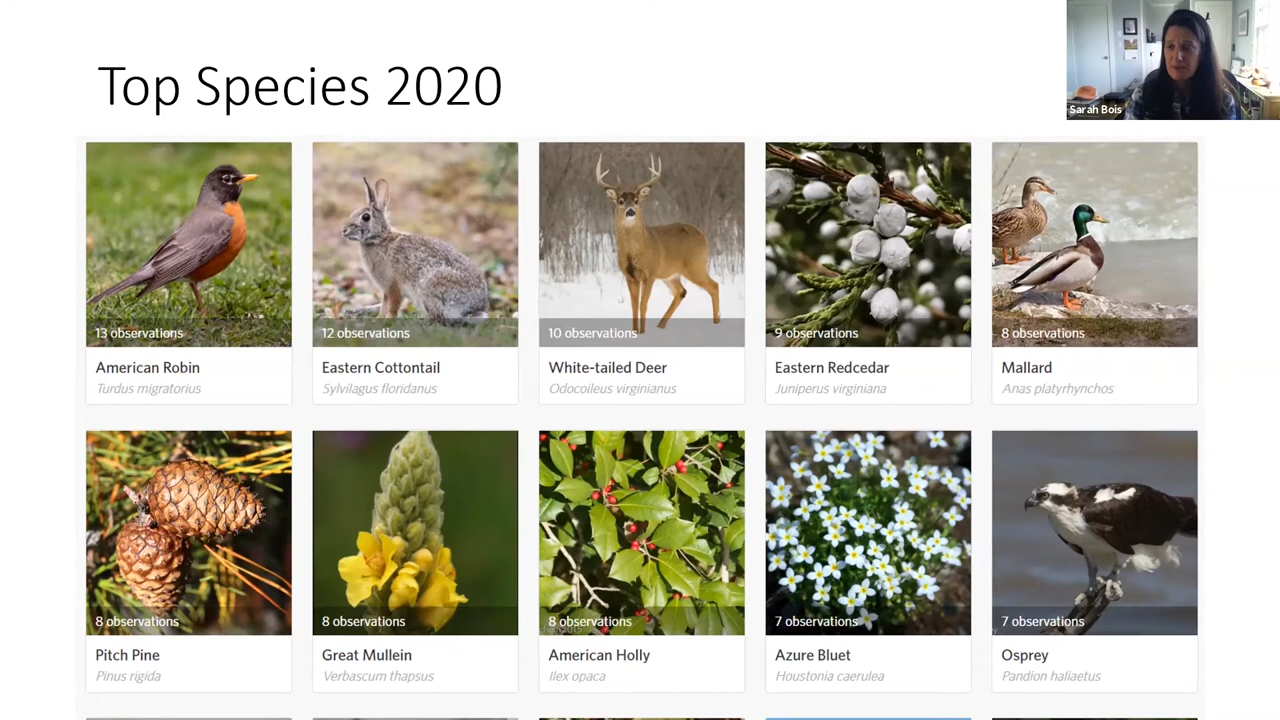 Top Species 2020
Sarah Bois
13 observations
12 observations
10 observations
9 observations
8 observations
American Robin
Eastern Cottontail
White-tailed Deer
Eastern Redcedar
Mallard
Turdus migratorius
Sylvilagus floridanus
Odocoileus virginianus
Juniperus virginiana
Anas platyrhynchos
8 observations
8 observations
8 observations
7 observations
7 observations
Pitch Pine
Great Mullein
American Holly
Azure Bluet
Osprey
Pinus rigida
Verbascum thapsus
Ilex opaca
Houstonia caerulea
Pandion haliaetus